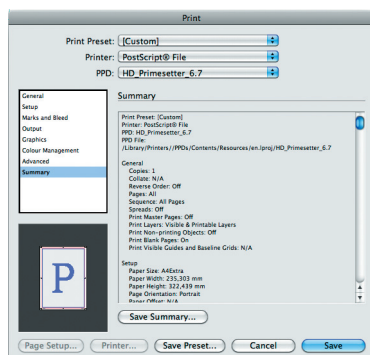 Print
Print Preset: [Custom]
Printer: PostScript® File
PPD: HD_Primesetter_6.7
General
Setup
Marks and Bleed
Output
Graphics
Colour Management
Advanced
Summary
Summary
Print Preset: [Custom]
Printer: PostScript® File
PPD: HD_Primesetter_6.7
PPD File:
/Library/Printers//PPDs/Contents/Resources/en.lproj/HD_Primesetter_6.7
General
Copies: 1
Collate: N/A
Reverse Order: Off
Pages: All
Sequence: All Pages
Spreads: Off
Print Master Pages: Off
Print Layers: Visible & Printable Layers
Print Non-printing Objects: Off
Print Blank Pages: On
Print Visible Guides and Baseline Grids: N/A
Setup
Paper Size: A4Extra
Paper Width: 235,303 mm
Paper Height: 322,439 mm
Page Orientation: Portrait
Paper Offset: N/A
P
Save Summary...
Page Setup... Printer... Save Preset... Cancel Save